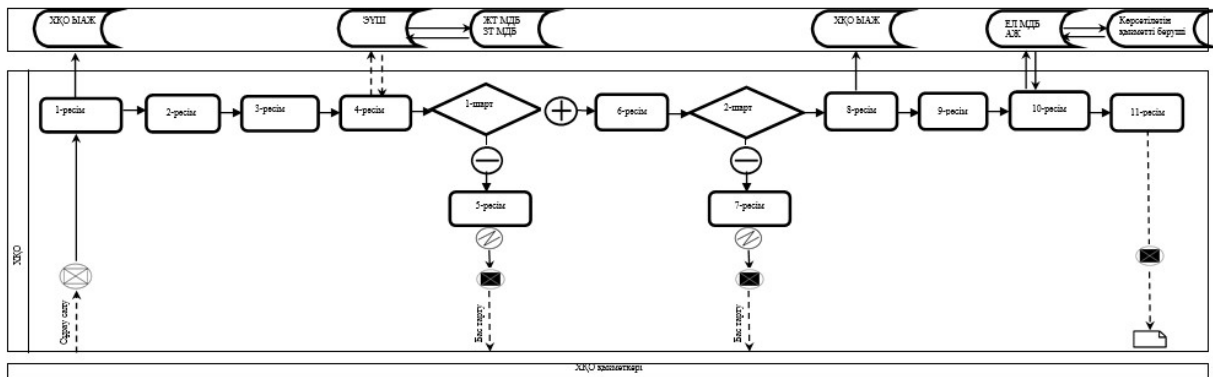 ХҚО ЫАЖ
ЭҮШ
ЖТ МДБ
ЗТ МДБ
ХҚО ЫАЖ
ЕЛ МДБ
АЖ
Көрсетілетін
қызметті беруші
1-рәсім
2-рәсім
3-рәсім
4-рәсім
1-шарт
6-рәсім
2-шарт
8-рәсім
9-рәсім
10-рәсім
11-рәсім
5-рәсім
7-рәсім
ХҚО
Сұрау салу
Бас тарту
Бас тарту
ХҚО қызметкері